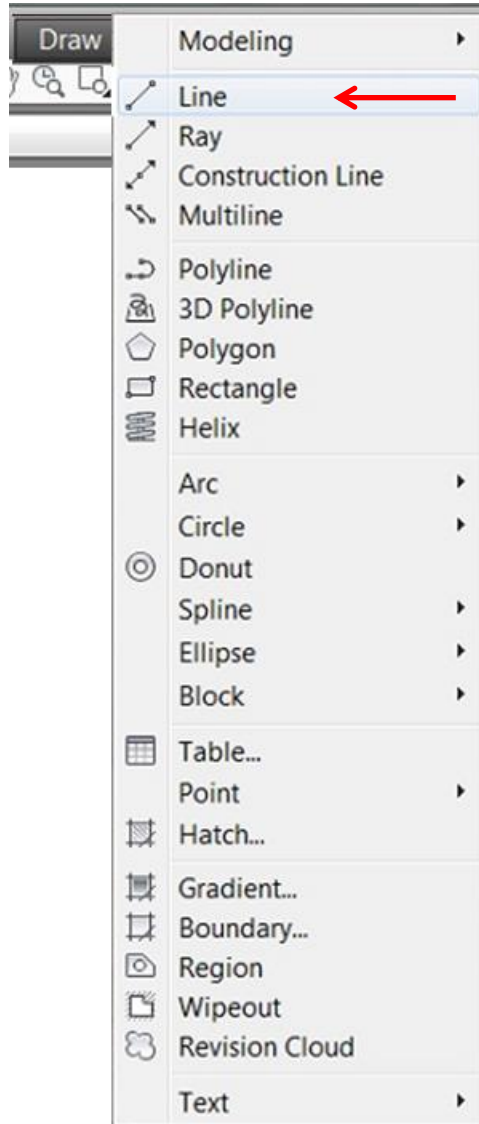 Draw
Modeling
Line
Ray
Construction Line
Multiline
Polyline
3D Polyline
Polygon
Rectangle
Helix
Arc
Circle
Donut
Spline
Ellipse
Block
Table...
Point
Hatch...
Gradient...
Boundary...
Region
Wipeout
Revision Cloud
Text